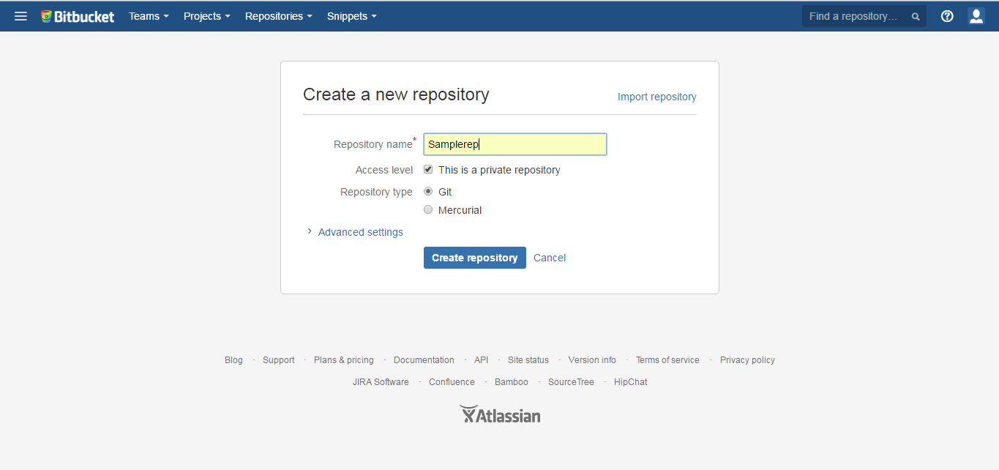 Bitbucket Teams Projects Repositories Snippets Find a repository...
Create a new repository Import repository
Repository name* Samplerep
Access level This is a private repository
Repository type Git
Mercurial
Advanced settings
Create repository Cancel
Blog · Support · Plans & pricing · Documentation · API · Site status · Version info · Terms of service · Privacy policy
JIRA Software · Confluence · Bamboo · SourceTree · HipChat
Atlassian